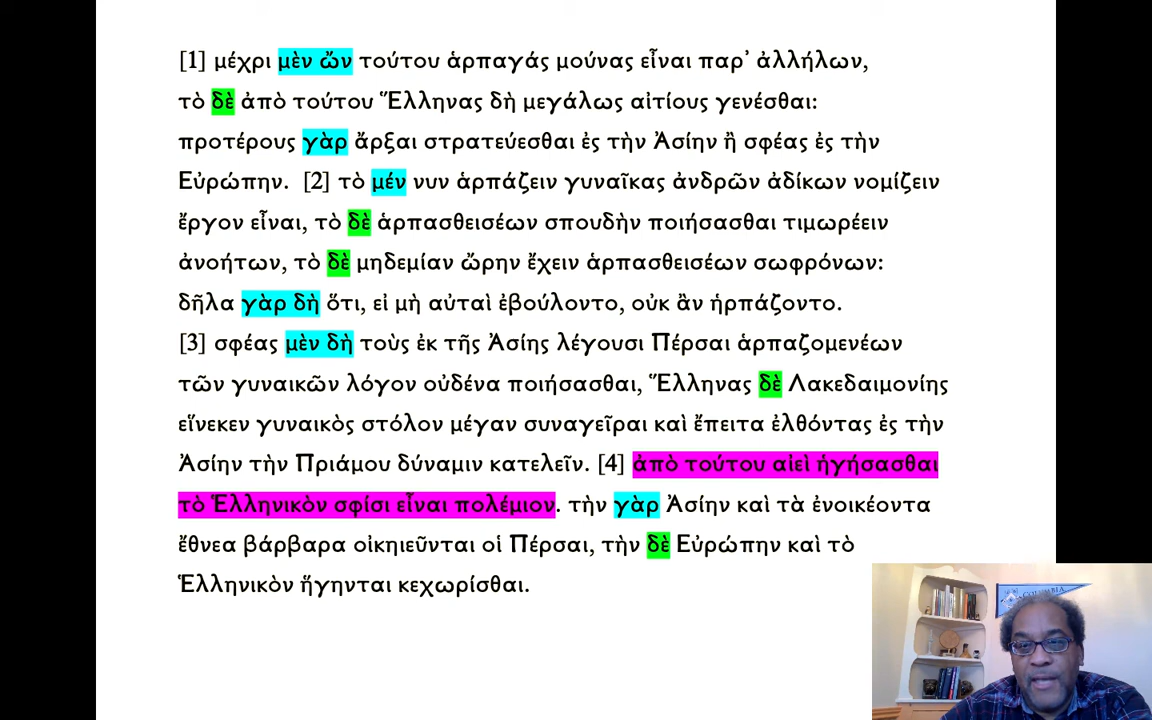 [1] μέχρι μὲν ὤν τούτου ἁρπαγάς μούνας εἶναι παρ’ ἀλλήλων,
τὸ δὲ ἀπὸ τούτου Ἕλληνας δὴ μεγάλως αἰτίους γενέσθαι:
προτέρους γὰρ ἄρξαι στρατεύεσθαι ἐς τὴν Ἀσίην ἢ σφέας ἐς τὴν
Εὐρώπην. [2] τὸ μέν νυν ἁρπάζειν γυναῖκας ἀνδρῶν ἀδίκων νομίζειν
ἔργον εἶναι, τὸ δὲ ἁρπασθεισέων σπουδὴν ποιήσασθαι τιμωρέειν
ἀνοήτων, τὸ δὲ μηδεμίαν ὤρην ἔχειν ἁρπασθεισέων σωφρόνων:
δῆλα γὰρ δὴ ὅτι, εἰ μὴ αὐταὶ ἐβούλοντο, οὐκ ἂν ἡρπάζοντο.
[3] σφέας μὲν δὴ τοὺς ἐκ τῆς Ἀσίης λέγουσι Πέρσαι ἁρπαζομενέων
τῶν γυναικῶν λόγον οὐδένα ποιήσασθαι, Ἕλληνας δὲ Λακεδαιμονίης
εἵνεκεν γυναικὸς στόλον μέγαν συναγεῖραι καὶ ἔπειτα ἐλθόντας ἐς τὴν
Ἀσίην τὴν Πριάμου δύναμιν κατελεῖν. [4] ἀπὸ τούτου αἰεὶ ἡγήσασθαι
τὸ Ἑλληνικὸν σφίσι εἶναι πολέμιον. τὴν γὰρ Ἀσίην καὶ τὰ ἐνοικέοντα
ἔθνεα βάρβαρα οἰκηιεῦνται οἱ Πέρσαι, τὴν δὲ Εὐρώπην καὶ τὸ
Ἑλληνικόν ἥγηνται κεχωρίσθαι.
COLUMBIA